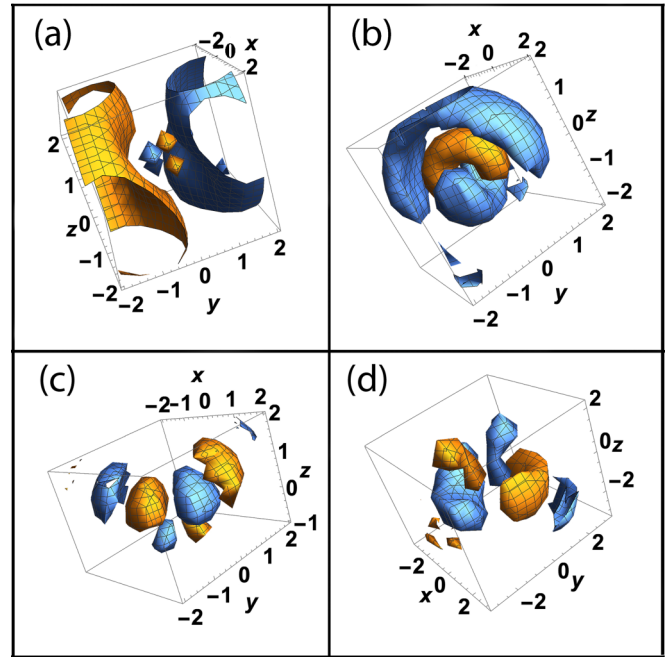 (a)
−2 0 2 x
2 1 z 0 −1 −2
−2 −1 0 1 2
y
(b)
x
−2 0 2
2 1 0 z −1 −2
−2 −1 0 1 2
y
(c)
x
−2 −1 0 1 2
2 1 z 0 −1
−2 −1 0 1 2
y
(d)
2 0 z −2
−2 0 2
x
−2 0 2
y